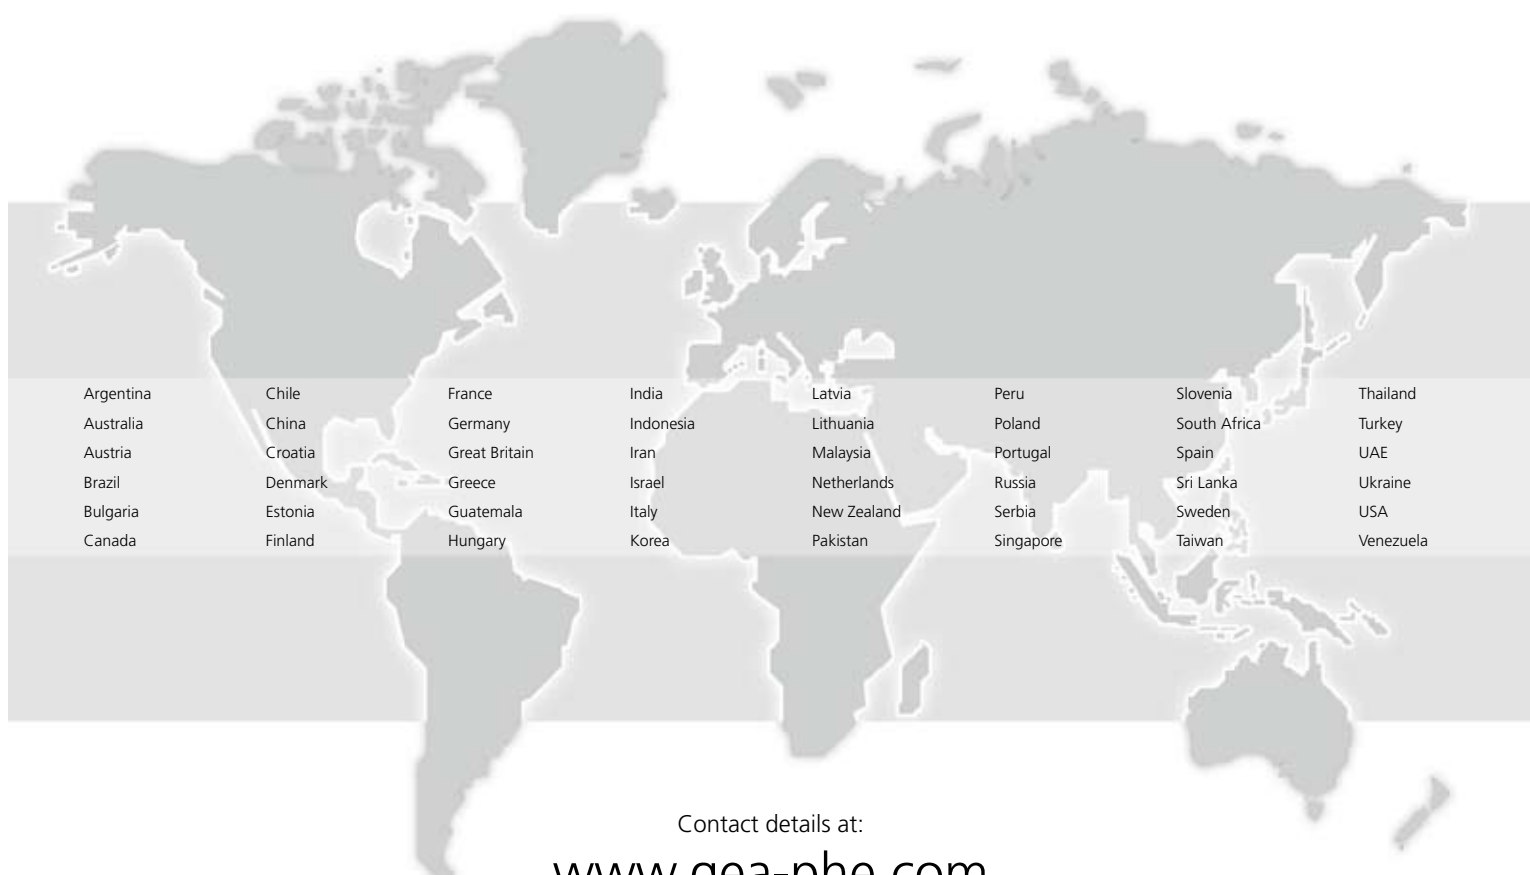 Argentina Chile France India Latvia Peru Slovenia Thailand
Australia China Germany Indonesia Lithuania Poland South Africa Turkey
Austria Croatia Great Britain Iran Malaysia Portugal Spain UAE
Brazil Denmark Greece Israel Netherlands Russia Sri Lanka Ukraine
Bulgaria Estonia Guatemala Italy New Zealand Serbia Sweden USA
Canada Finland Hungary Korea Pakistan Singapore Taiwan Venezuela
Contact details at:
www.gea-phe.com